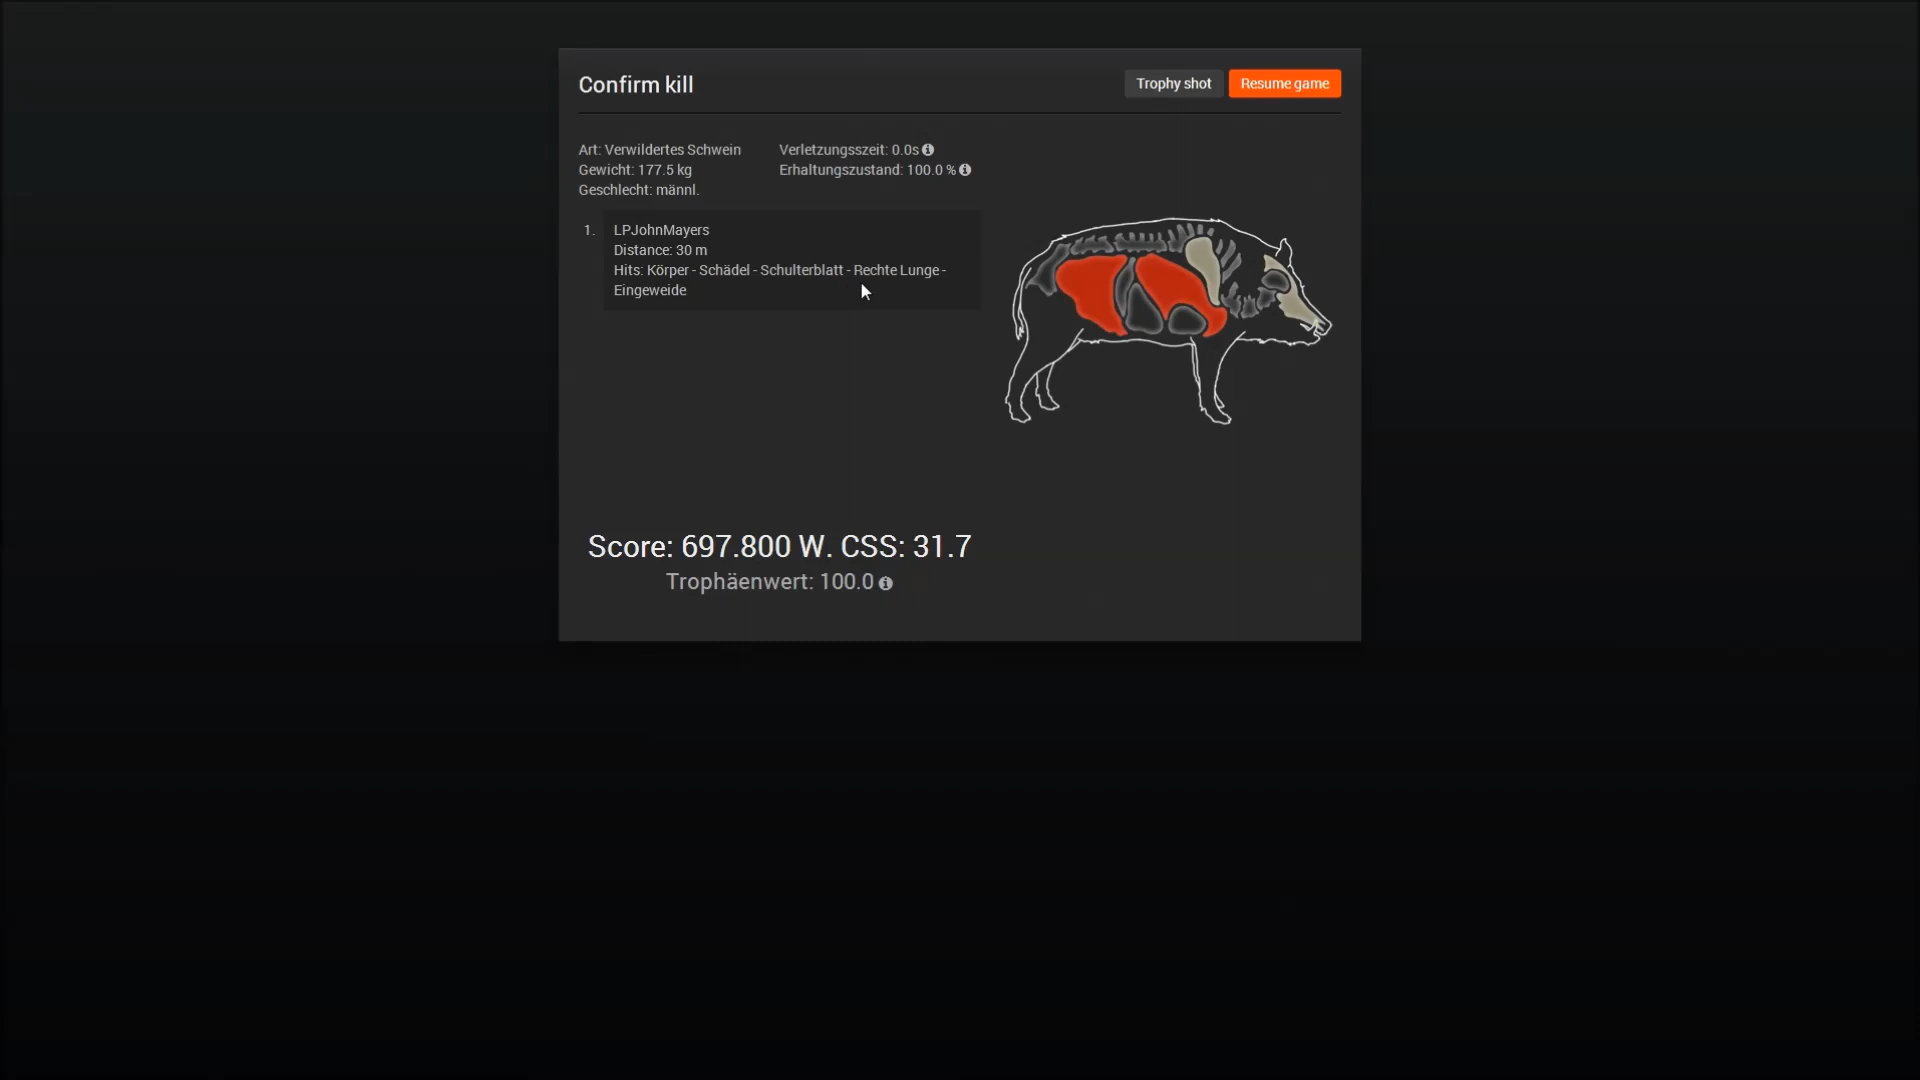 Confirm kill
Trophy shot
Resume game
Art: Verwildertes Schwein
Gewicht: 177.5 kg
Geschlecht: männl.
Verletzungsszeit: 0.0s
Erhaltungszustand: 100.0 %
1.
LPJohnMayers
Distance: 30 m
Hits: Körper - Schädel - Schulterblatt - Rechte Lunge -
Eingeweide
Score: 697.800 W. CSS: 31.7
Trophäenwert: 100.0